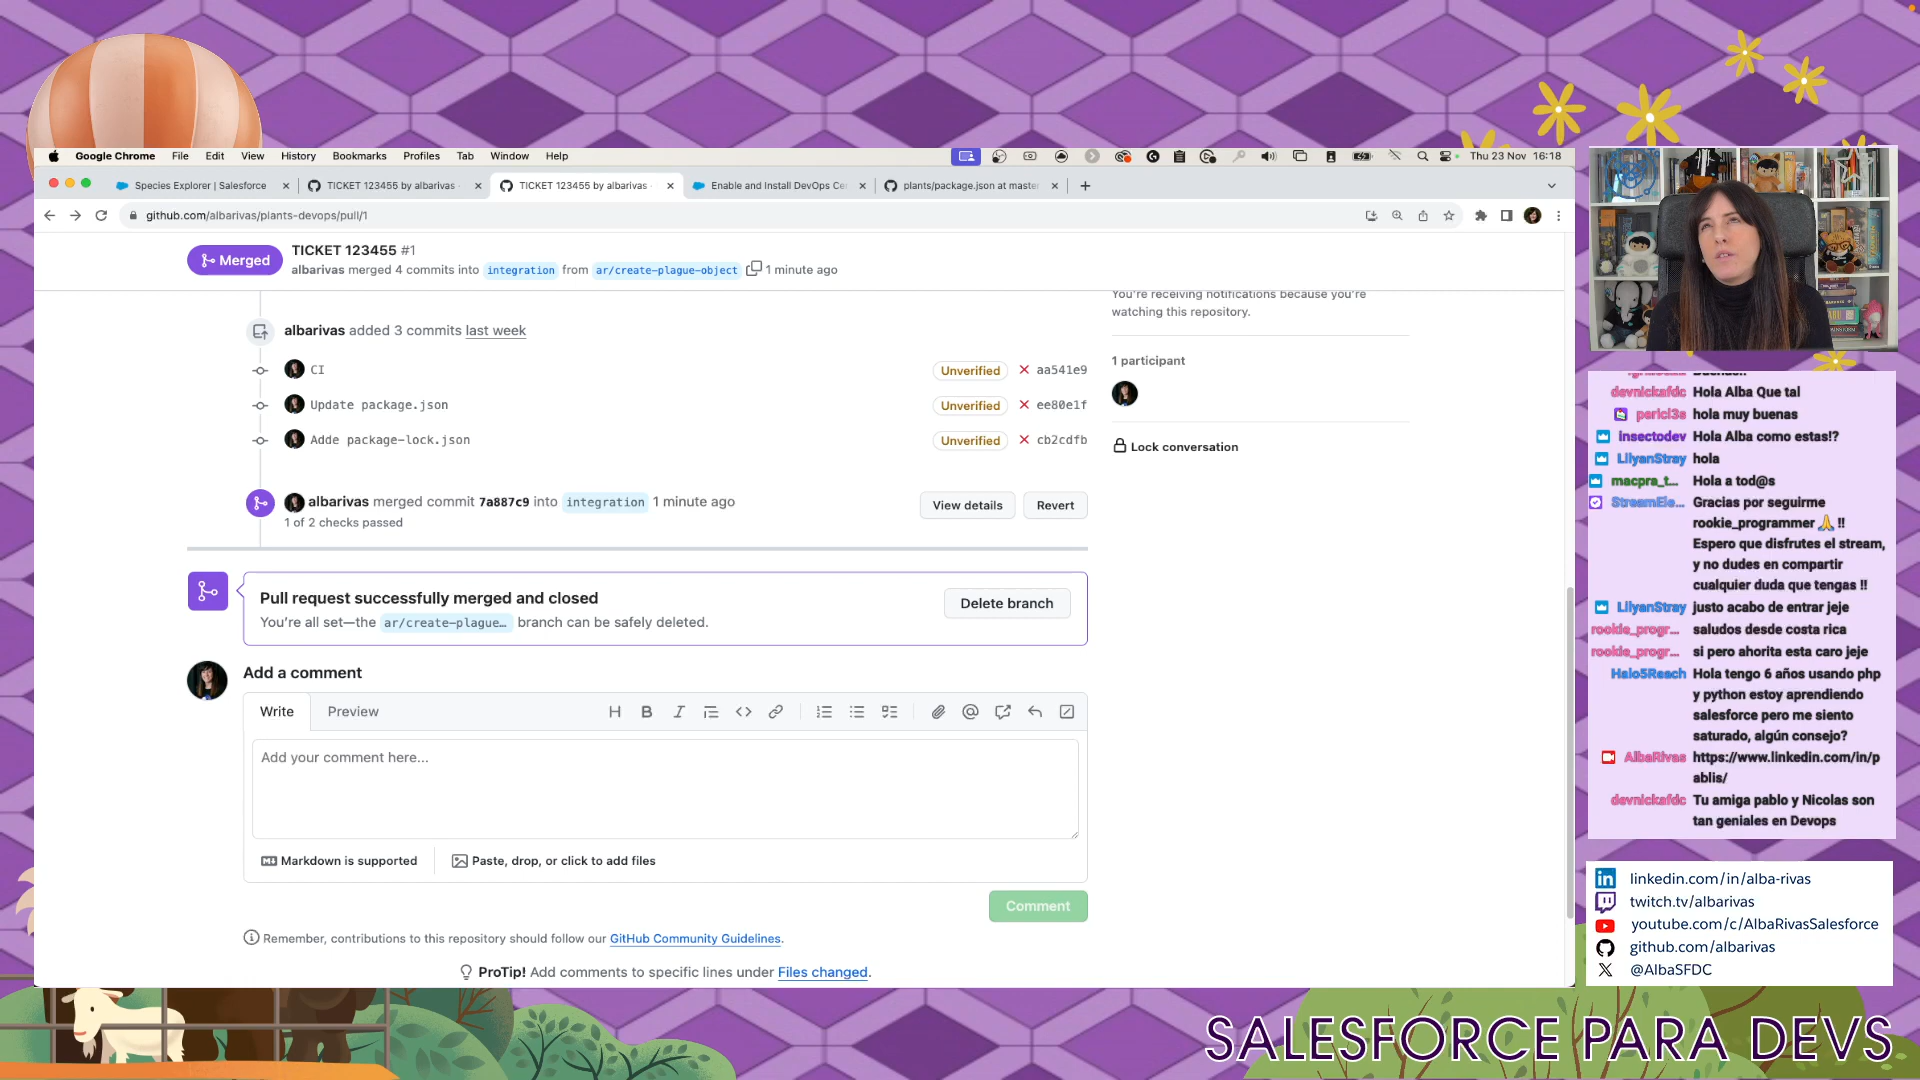 Google Chrome File Edit View History Bookmarks Profiles Tab Window Help
Thu 23 Nov 16:18
Species Explorer | Salesforce
TICKET 123455 by albarivas
TICKET 123455 by albarivas
Enable and Install DevOps Ce
plants/package.json at master
github.com/albarivas/plants-devops/pull/1
Merged
TICKET 123455 #1
albarivas merged 4 commits into integration from ar/create-plague-object 1 minute ago
albarivas added 3 commits last week
CI Unverified aa541e9
Update package.json Unverified ee80e1f
Adde package-lock.json Unverified cb2cdfb
albarivas merged commit 7a887c9 into integration 1 minute ago
1 of 2 checks passed
View details
Revert
Pull request successfully merged and closed
You're all set—the ar/create-plague… branch can be safely deleted.
Delete branch
Add a comment
Write
Preview
Add your comment here...
Markdown is supported
Paste, drop, or click to add files
Comment
Remember, contributions to this repository should follow our GitHub Community Guidelines.
ProTip! Add comments to specific lines under Files changed.
You're receiving notifications because you're
watching this repository.
1 participant
Lock conversation
devnickafdc Hola Alba Que tal
parici3s hola muy buenas
insectodev Hola Alba como estas!?
LilyanStray hola
macpra_t... Hola a tod@s
StreamEle... Gracias por seguirme
rookie_programmer 🙏 !!
Espero que disfrutes el stream,
y no dudes en compartir
cualquier duda que tengas !!
LilyanStray justo acabo de entrar jeje
rookie_progr... saludos desde costa rica
rookie_progr... si pero ahorita esta caro jeje
Halo5Reach Hola tengo 6 años usando php
y python estoy aprendiendo
salesforce pero me siento
saturado, algún consejo?
AlbaRivas https://www.linkedin.com/in/p
ablis/
devnickafdc Tu amiga pablo y Nicolas son
tan geniales en Devops
linkedin.com/in/alba-rivas
twitch.tv/albarivas
youtube.com/c/AlbaRivasSalesforce
github.com/albarivas
@AlbaSFDC
SALESFORCE PARA DEVS